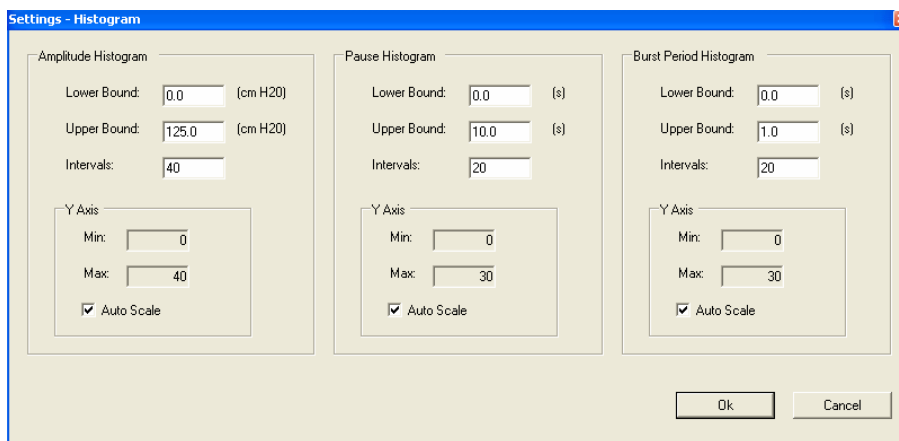 Settings - Histogram
Amplitude Histogram
Lower Bound: 0.0 (cm H20)
Upper Bound: 125.0 (cm H20)
Intervals: 40
Y Axis
Min: 0
Max: 40
Auto Scale
Pause Histogram
Lower Bound: 0.0 (s)
Upper Bound: 10.0 (s)
Intervals: 20
Y Axis
Min: 0
Max: 30
Auto Scale
Burst Period Histogram
Lower Bound: 0.0 (s)
Upper Bound: 1.0 (s)
Intervals: 20
Y Axis
Min: 0
Max: 30
Auto Scale
Ok Cancel